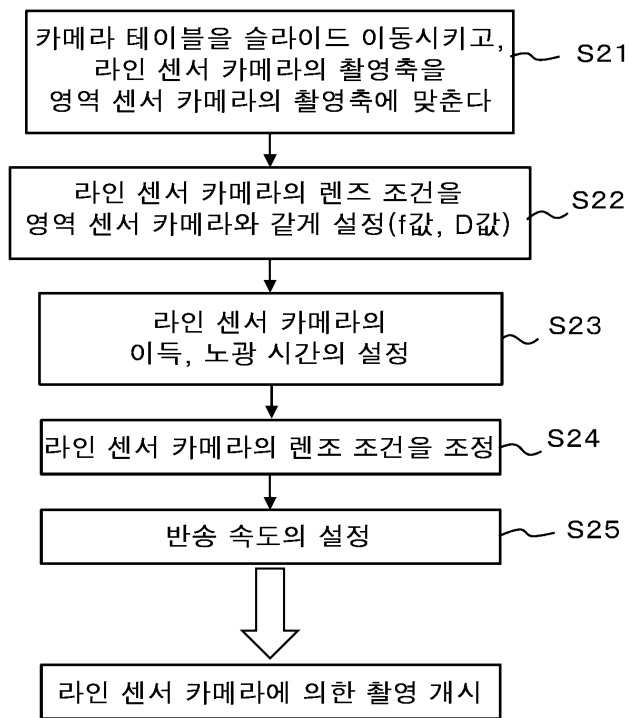 카메라 테이블을 슬라이드 이동시키고,
라인 센서 카메라의 촬영축을
영역 센서 카메라의 촬영축에 맞춘다
S21
라인 센서 카메라의 렌즈 조건을
영역 센서 카메라와 같게 설정(f값, D값)
S22
라인 센서 카메라의
이득, 노광 시간의 설정
S23
라인 센서 카메라의 렌조 조건을 조정
S24
반송 속도의 설정
S25
라인 센서 카메라에 의한 촬영 개시